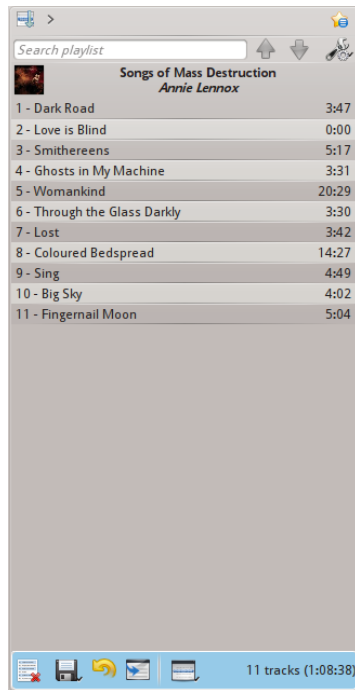 >
Search playlist
Songs of Mass Destruction
Annie Lennox
1 - Dark Road 3:47
2 - Love is Blind 0:00
3 - Smithereens 5:17
4 - Ghosts in My Machine 3:31
5 - Womankind 20:29
6 - Through the Glass Darkly 3:30
7 - Lost 3:42
8 - Coloured Bedspread 14:27
9 - Sing 4:49
10 - Big Sky 4:02
11 - Fingernail Moon 5:04
11 tracks (1:08:38)